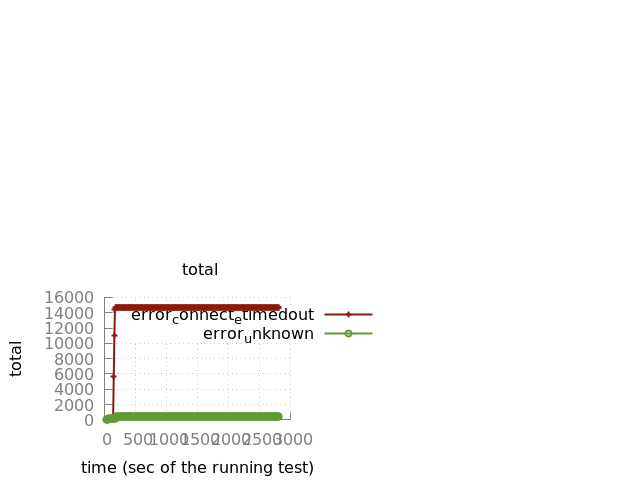 total
16000
14000
12000
10000
8000
6000
4000
2000
0
total
error_connect_etimedout
error_unknown
0 500 1000 1500 2000 2500 3000
time (sec of the running test)